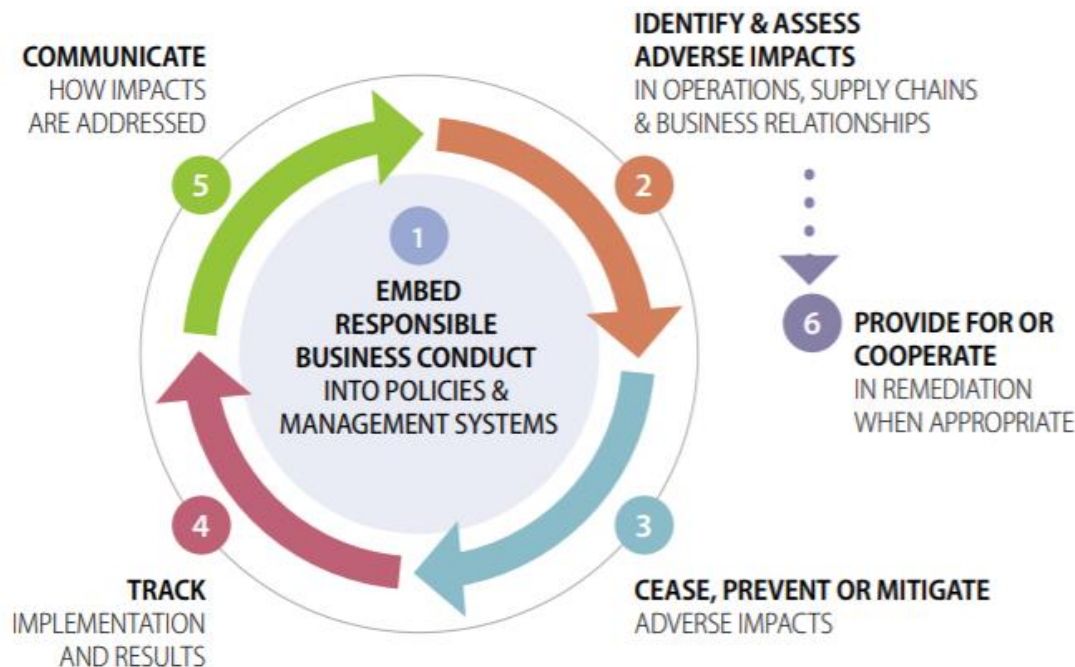 COMMUNICATE
HOW IMPACTS
ARE ADDRESSED
IDENTIFY & ASSESS
ADVERSE IMPACTS
IN OPERATIONS, SUPPLY CHAINS
& BUSINESS RELATIONSHIPS
5
2
1
EMBED
RESPONSIBLE
BUSINESS CONDUCT
INTO POLICIES &
MANAGEMENT SYSTEMS
6
PROVIDE FOR OR
COOPERATE
IN REMEDIATION
WHEN APPROPRIATE
4
3
TRACK
IMPLEMENTATION
AND RESULTS
CEASE, PREVENT OR MITIGATE
ADVERSE IMPACTS